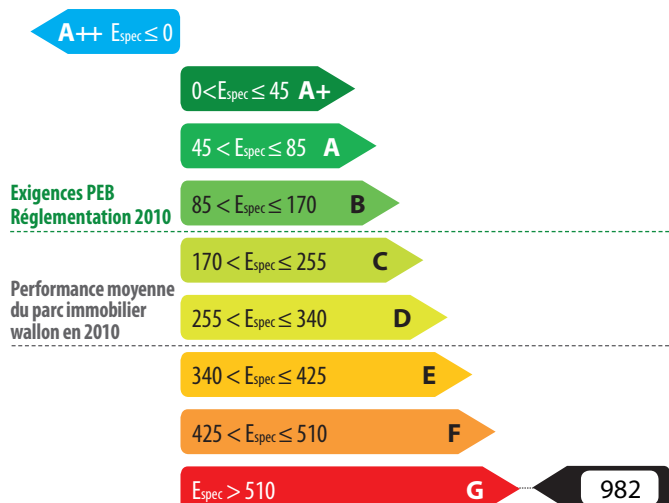 A++ Espec ≤ 0
0<Espec ≤ 45 A+
45 < Espec ≤ 85 A
Exigences PEB
Réglementation 2010
85 < Espec ≤ 170 B
170 < Espec ≤ 255 C
Performance moyenne
du parc immobilier
wallon en 2010
255 < Espec ≤ 340 D
340 < Espec ≤ 425 E
425 < Espec ≤ 510 F
Espec > 510 G
982